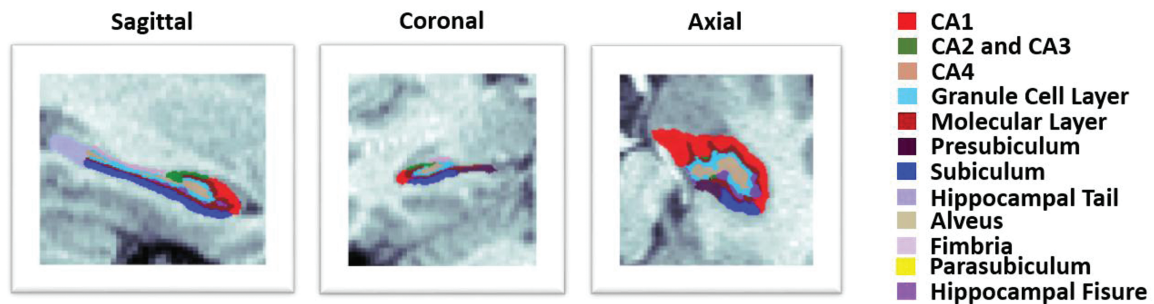 Sagittal
Coronal
Axial
CA1
CA2 and CA3
CA4
Granule Cell Layer
Molecular Layer
Presubiculum
Subiculum
Hippocampal Tail
Alveus
Fimbria
Parasubiculum
Hippocampal Fisure